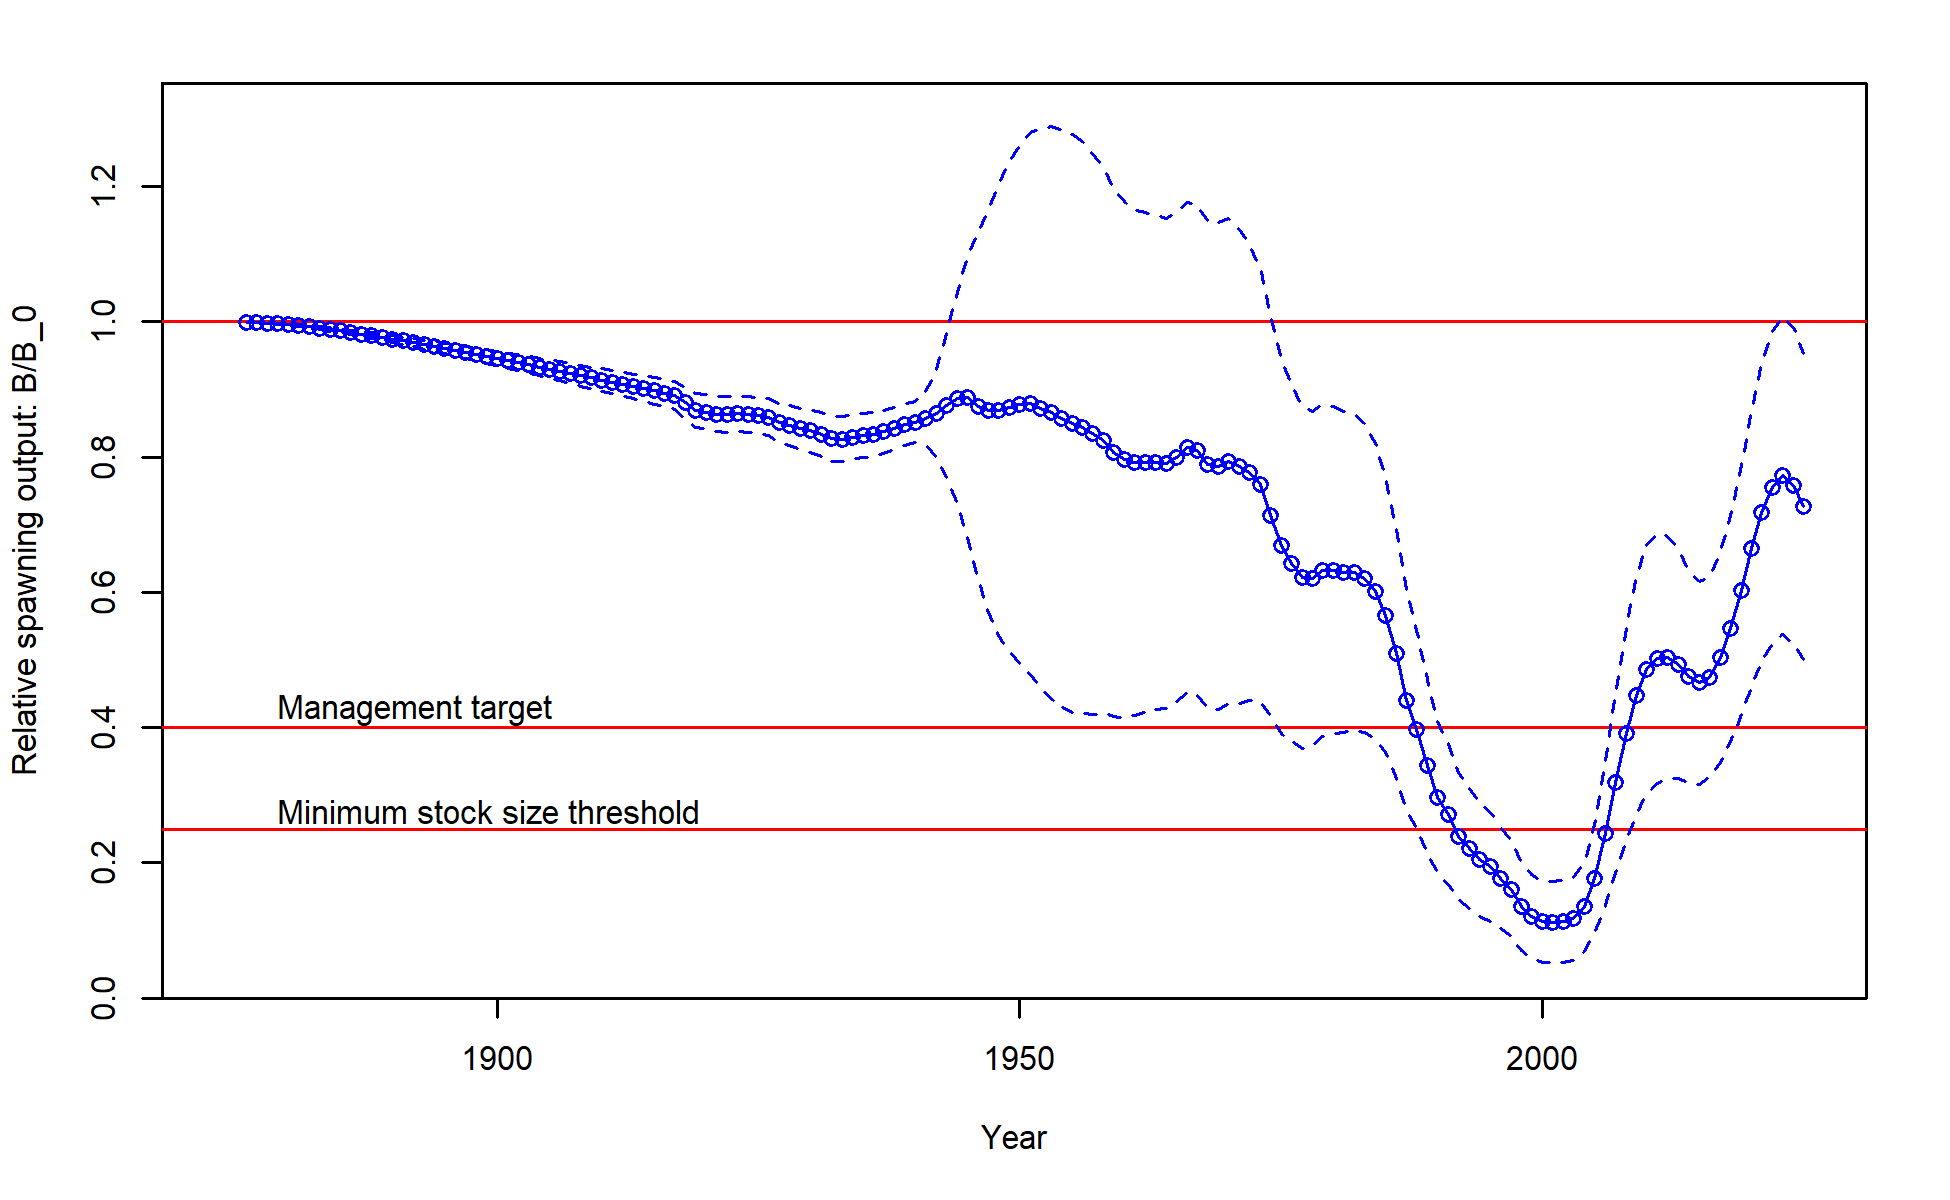 Relative spawning output: B/B_0
1.2
1.0
0.8
0.6
0.4
0.2
0.0
Management target
Minimum stock size threshold
1900 1950 2000
Year